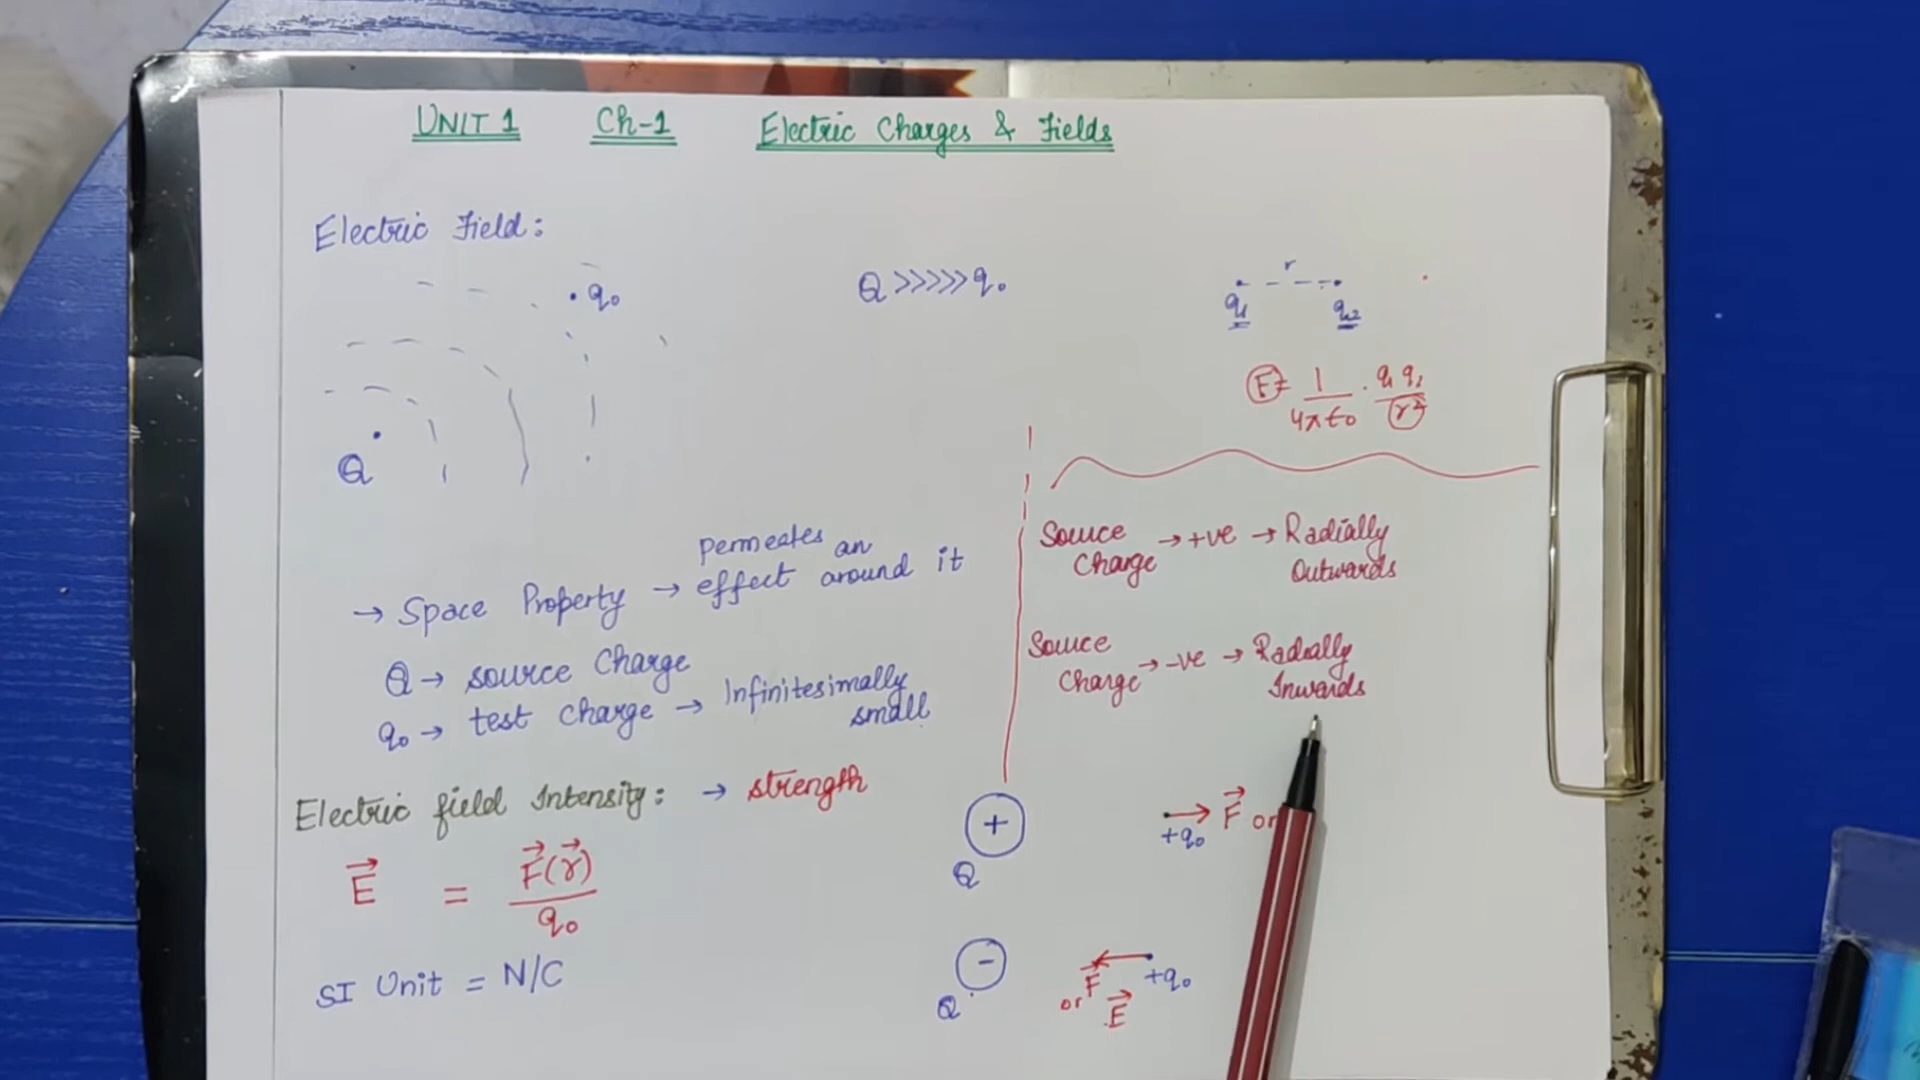 UNIT 1 Ch-1 Electric Charges & Fields
Electric Field:
q₀
Q >>>>> q₀
r
q₁ q₂
F = 1/4πε₀ . q₁q₂/r²
Q
→ Space Property → permeates an effect around it
Q → source Charge
q₀ → test charge → Infinitesimally small
Source Charge → +ve → Radially Outwards
Source Charge → -ve → Radially Inwards
Electric field Intensity: → strength
E⃗ = F⃗(r⃗)/q₀
SI Unit = N/C
+
Q
+q₀ → F⃗ or
-
Q
F⃗ or E⃗
+q₀